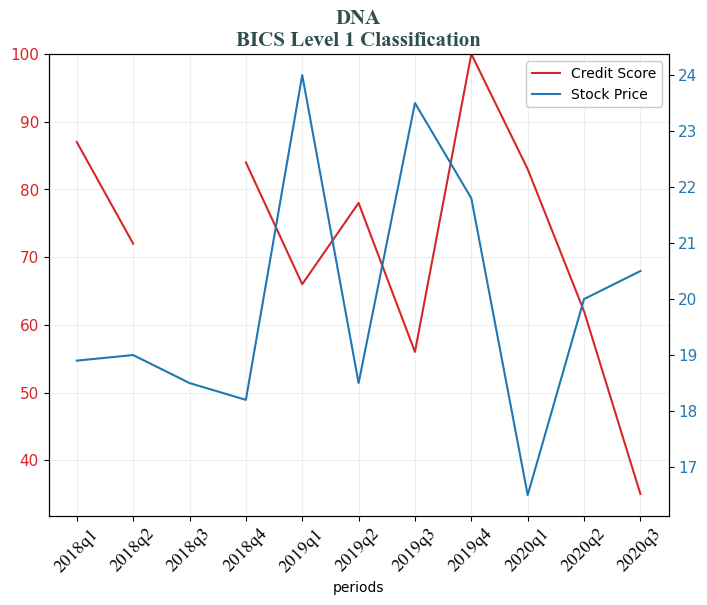 DNA
BICS Level 1 Classification
Credit Score
Stock Price
100
90
80
70
60
50
40
24
23
22
21
20
19
18
17
2018q1
2018q2
2018q3
2018q4
2019q1
2019q2
2019q3
2019q4
2020q1
2020q2
2020q3
periods